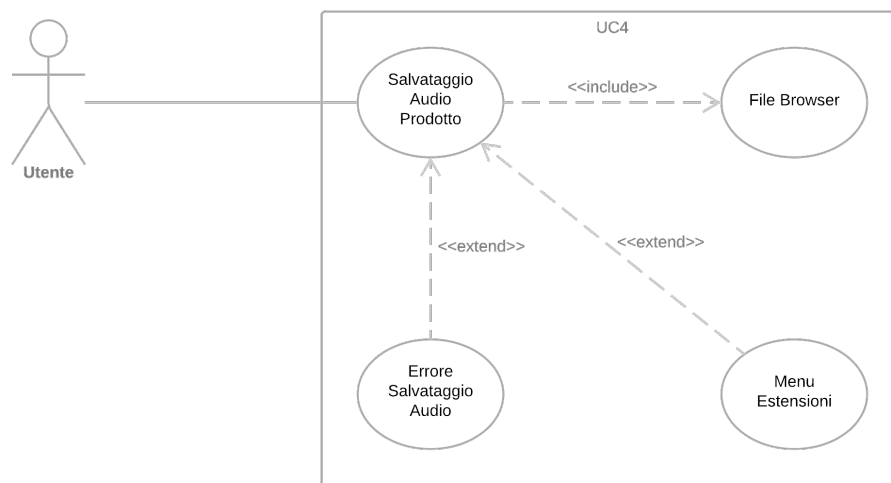 UC4
Salvataggio
Audio
Prodotto
<<include>>
File Browser
Utente
<<extend>>
<<extend>>
Errore
Salvataggio
Audio
Menu
Estensioni